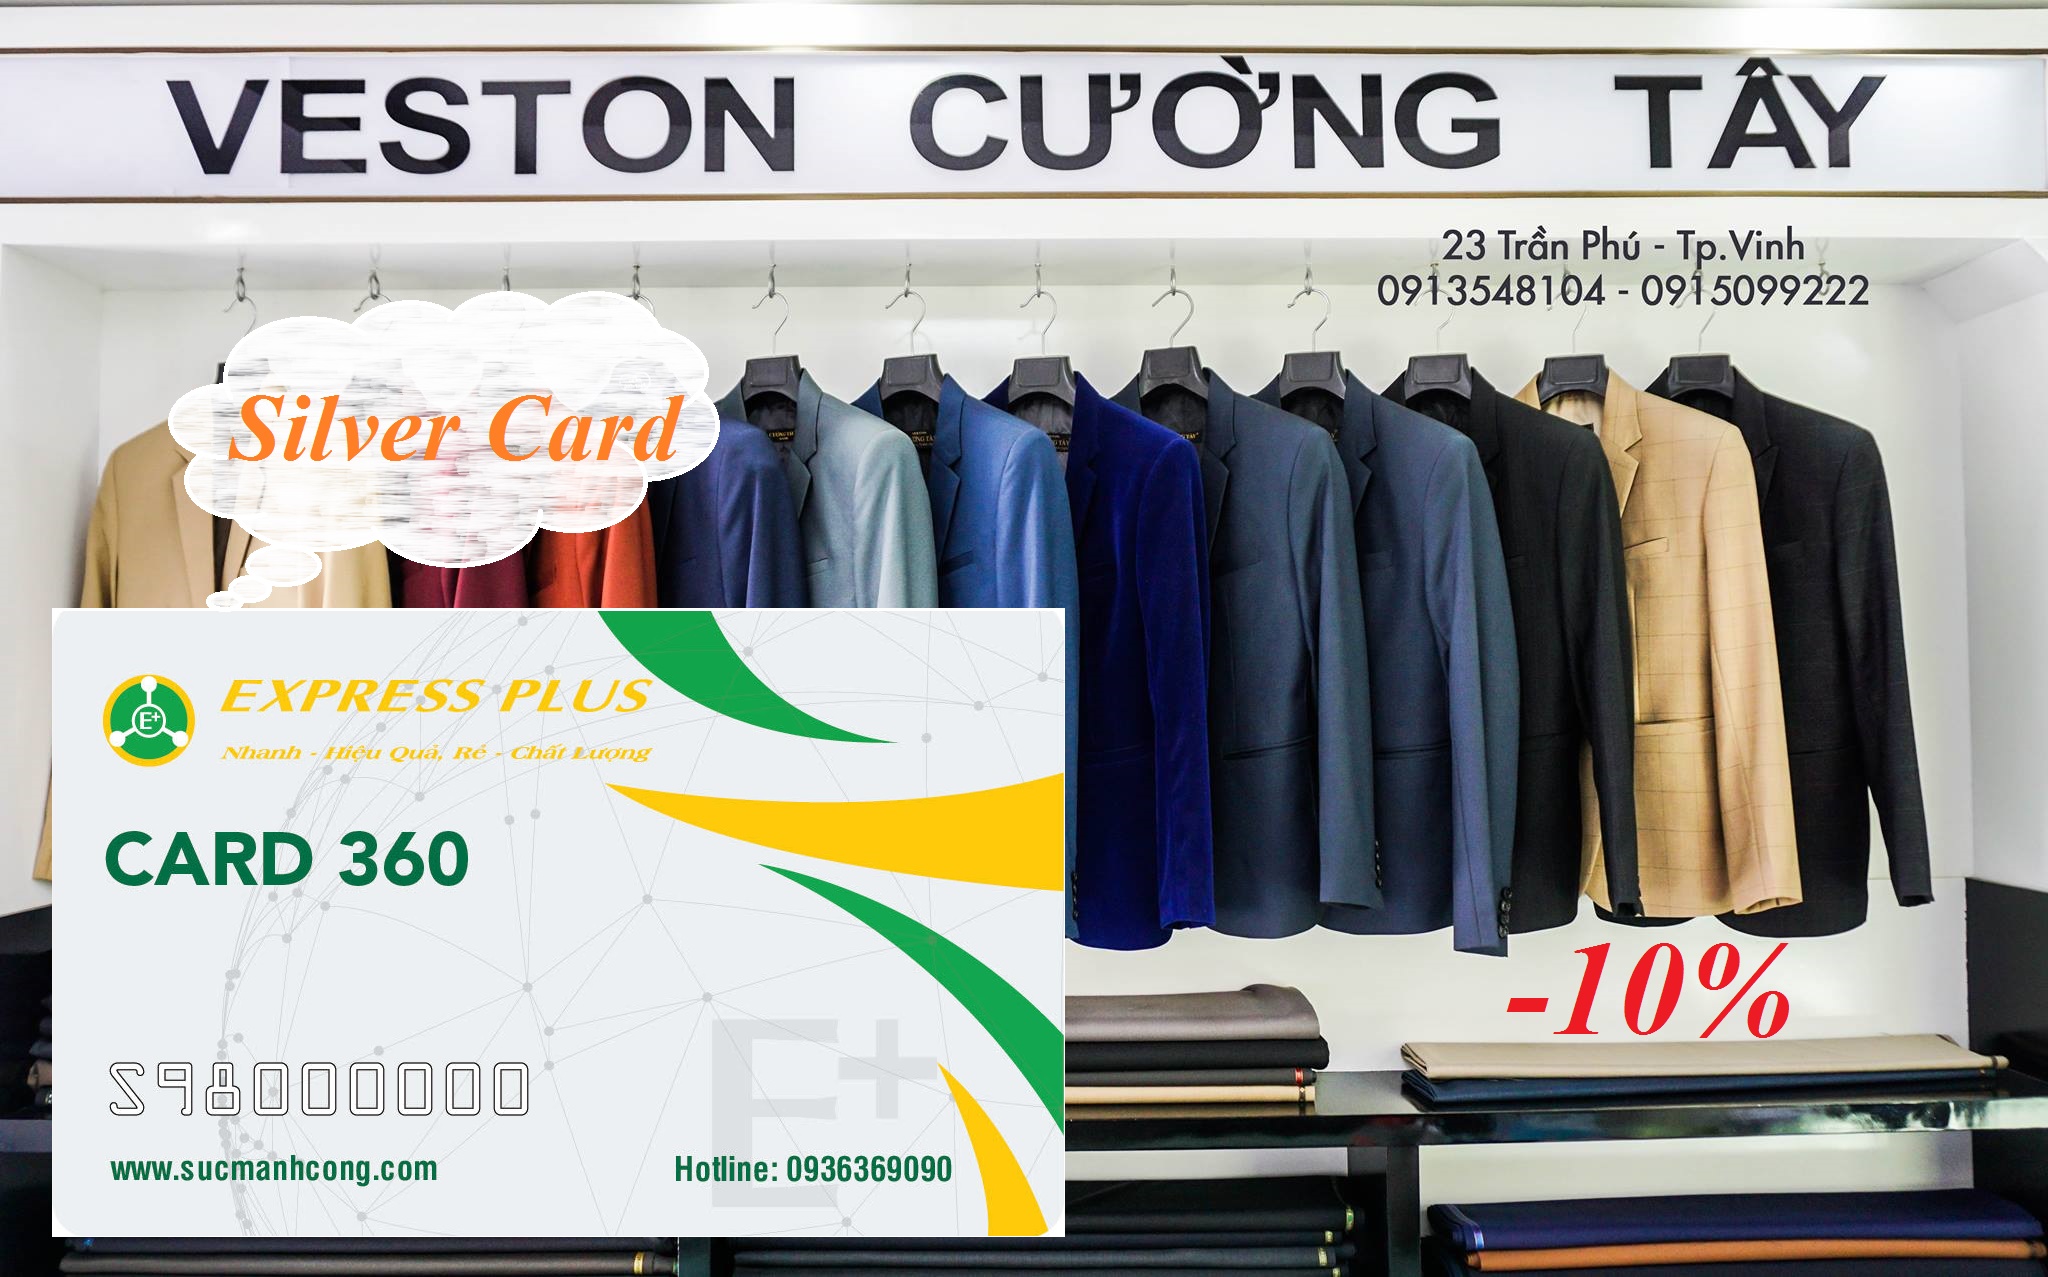 VESTON CƯỜNG TÂY
23 Trần Phú - Tp.Vinh
0913548104 - 0915099222
Silver Card
E+ EXPRESS PLUS
Nhanh - Hiệu Quả, Rẻ - Chất Lượng
CARD 360
E+
298000000
www.sucmanhcong.com
Hotline: 0936369090
-10%